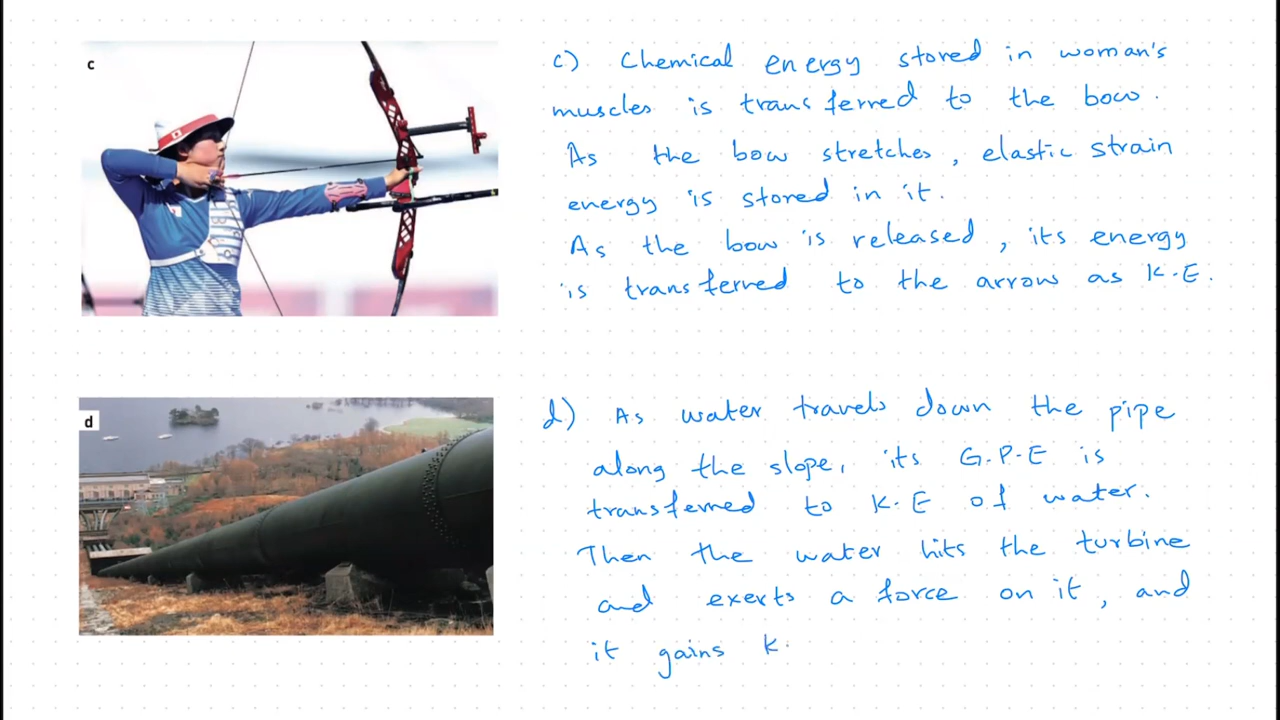 c
c) Chemical energy stored in woman's
muscles is transferred to the bow.
As the bow stretches, elastic strain
energy is stored in it.
As the bow is released, its energy
is transferred to the arrow as K.E.
d
d) As water travels down the pipe
along the slope, its G.P.E is
transferred to K.E of water.
Then the water hits the turbine
and exerts a force on it, and
it gains K.